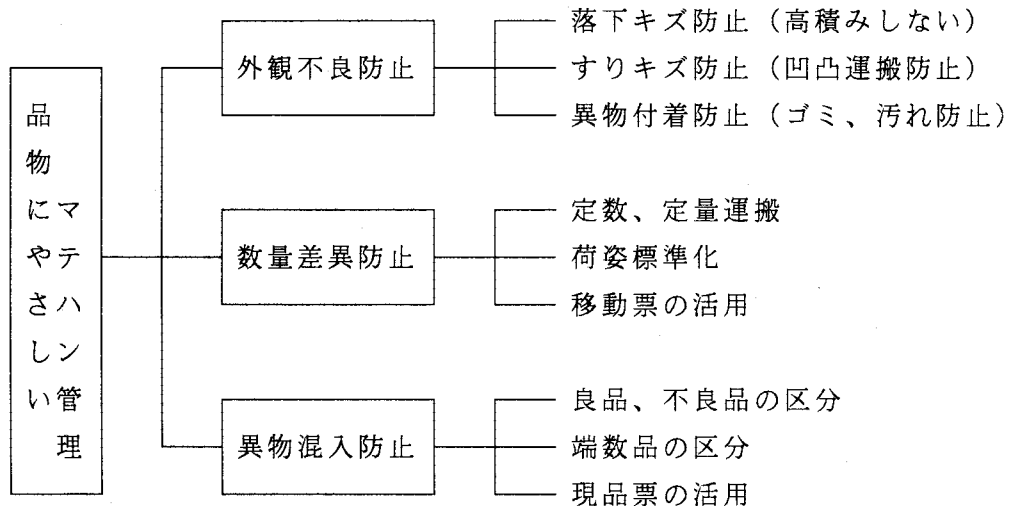 品物にやさしい
マテハン管理
外観不良防止
落下キズ防止（高積みしない）
すりキズ防止（凹凸運搬防止）
異物付着防止（ゴミ、汚れ防止）
数量差異防止
定数、定量運搬
荷姿標準化
移動票の活用
異物混入防止
良品、不良品の区分
端数品の区分
現品票の活用